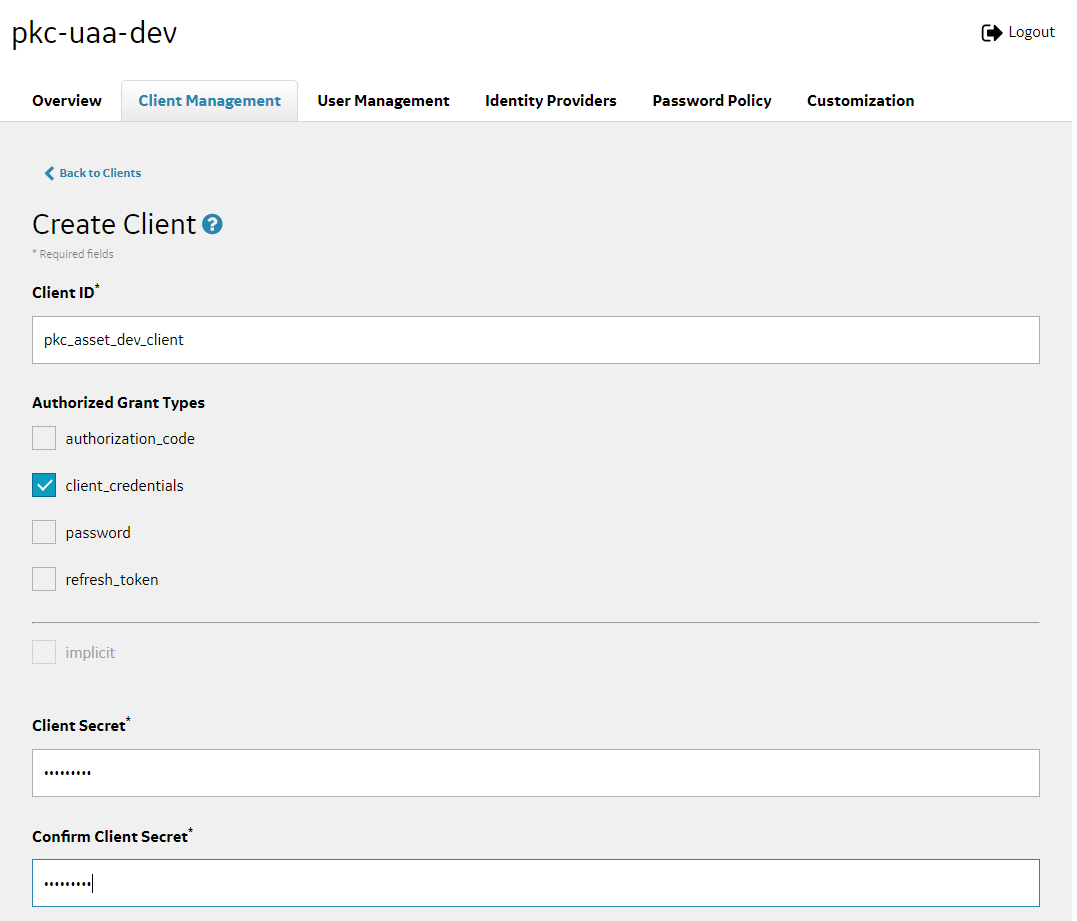 pkc-uaa-dev
Logout
Overview Client Management User Management Identity Providers Password Policy Customization
Back to Clients
Create Client ?
* Required fields
Client ID*
pkc_asset_dev_client
Authorized Grant Types
authorization_code
client_credentials
password
refresh_token
implicit
Client Secret*
•••••••••
Confirm Client Secret*
•••••••••